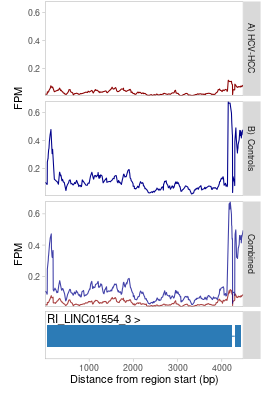 0.6
0.4
0.2
A) HCV-HCC
FPM
0.6
0.4
0.2
B) Controls
0.6
0.4
0.2
Combined
FPM
RI_LINC01554_3 >
1000 2000 3000 4000
Distance from region start (bp)